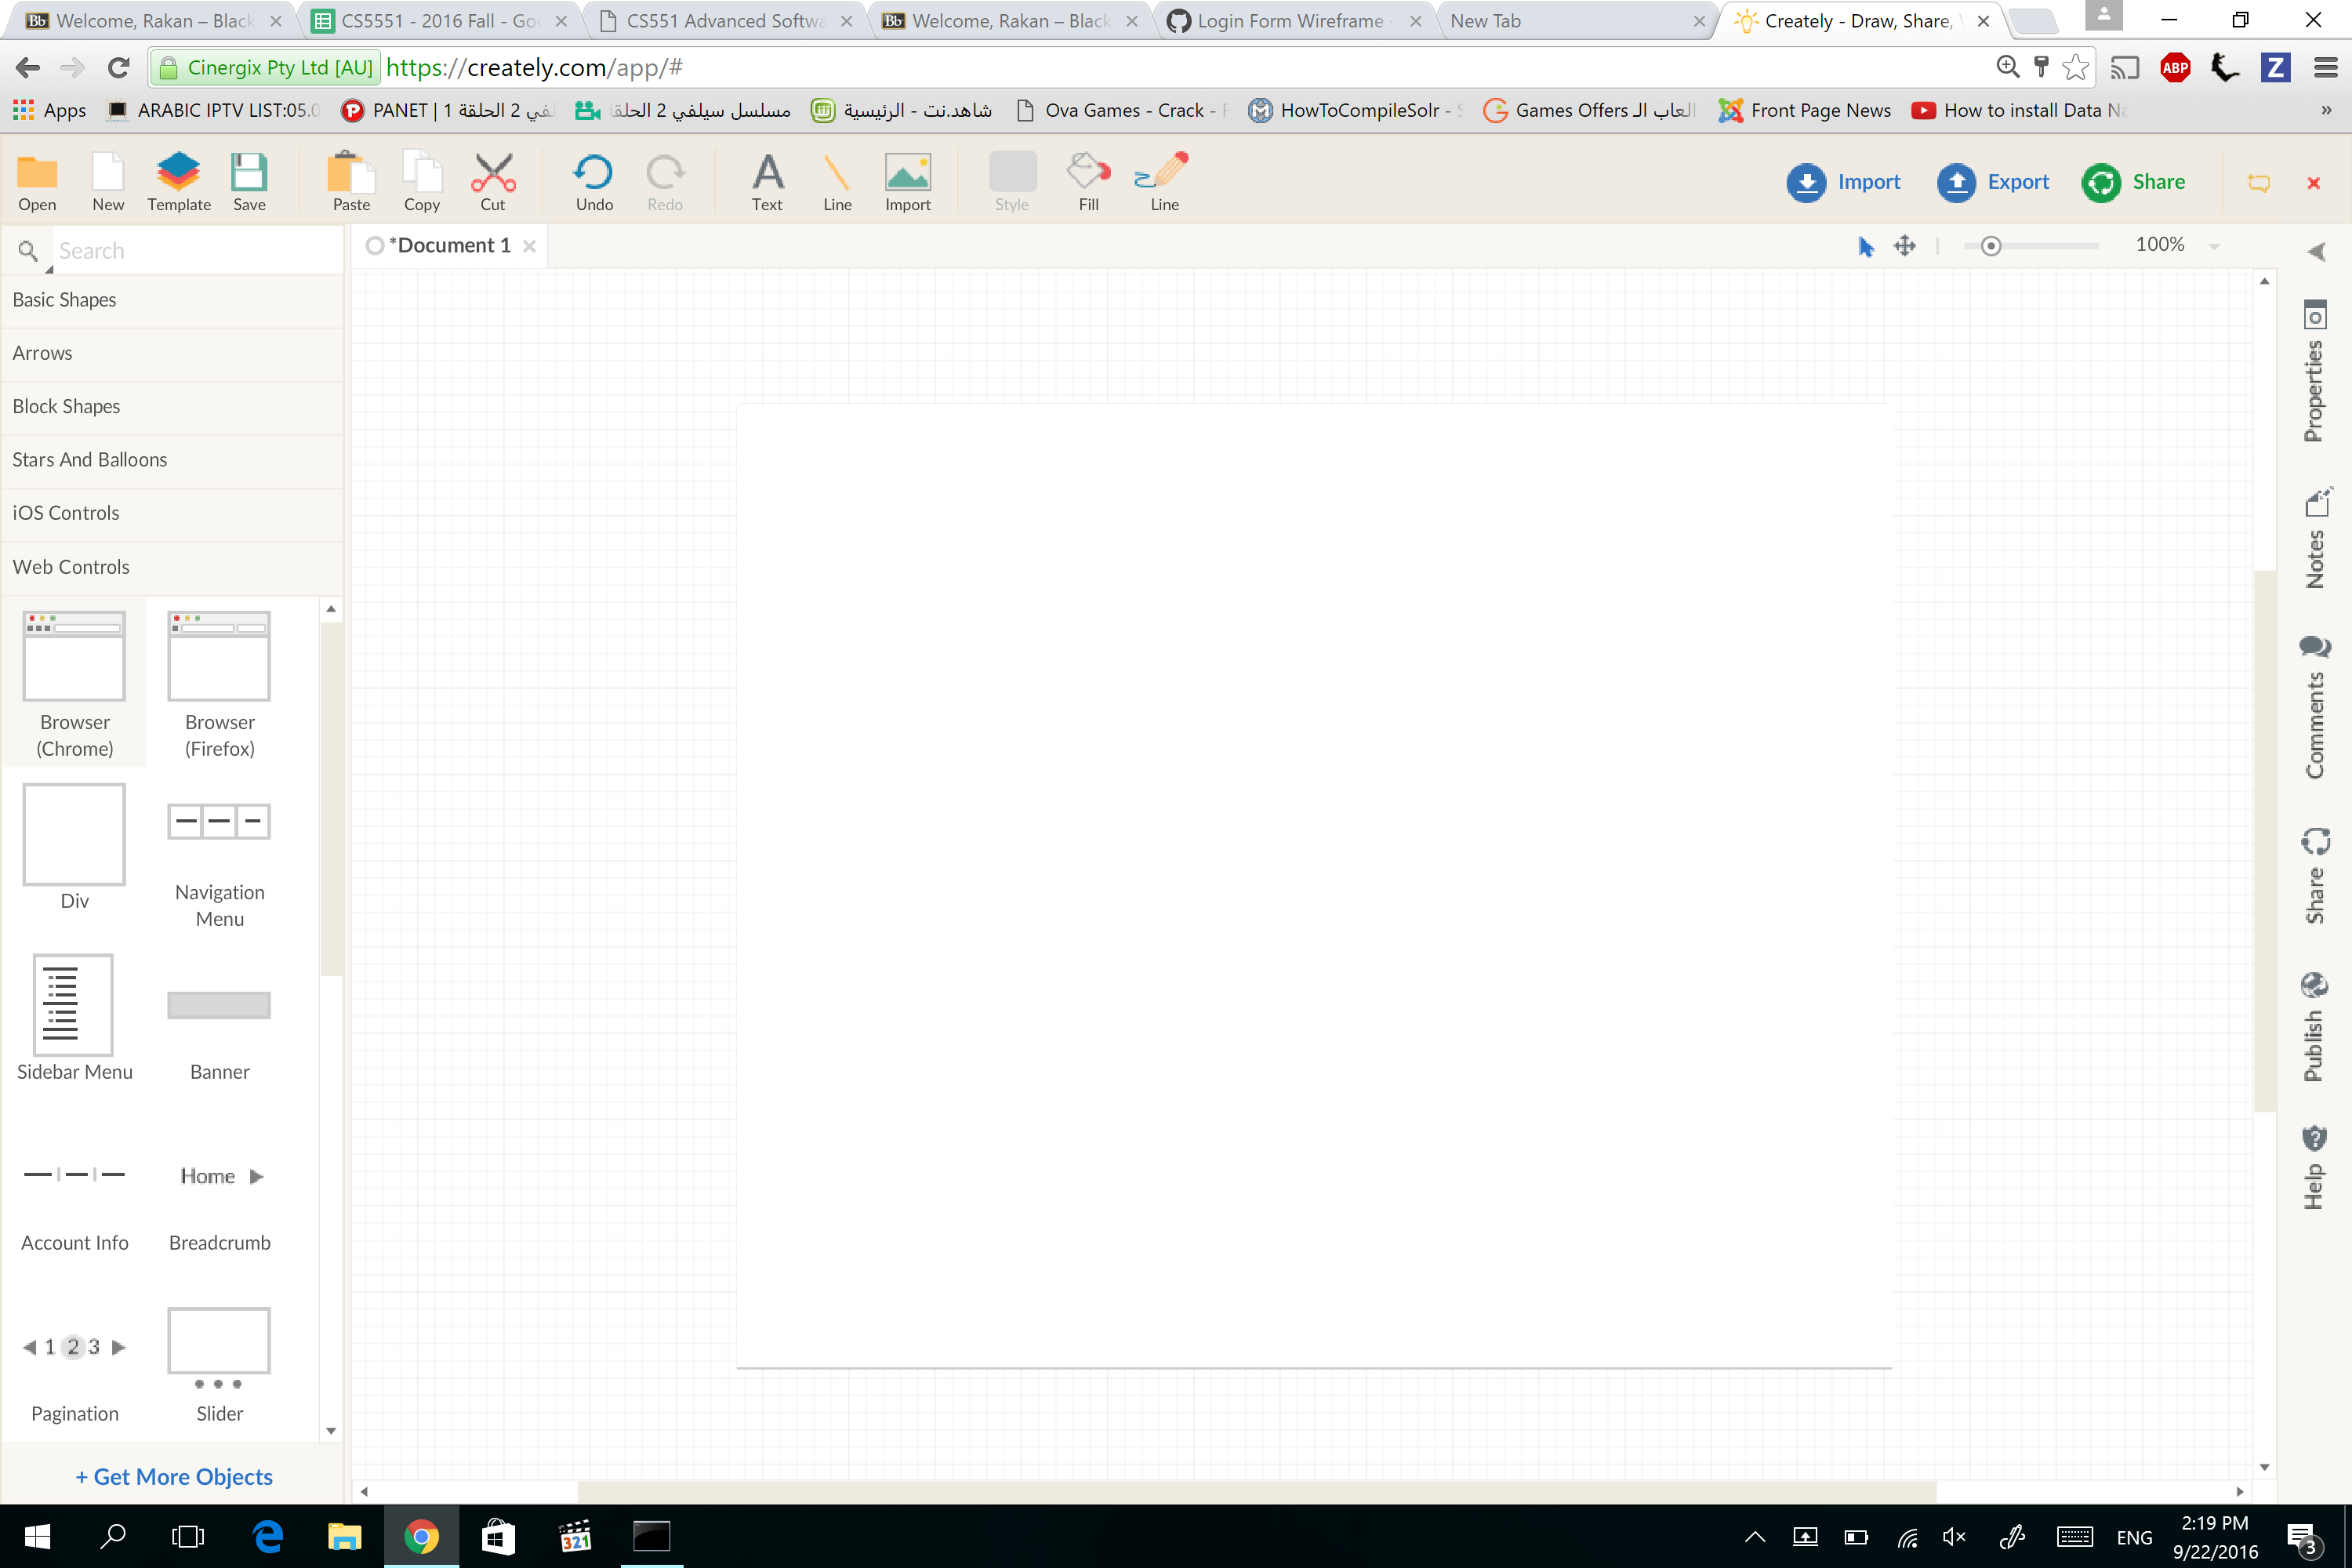 Welcome, Rakan – Black
CS5551 - 2016 Fall - Goo
CS551 Advanced Softwa
Welcome, Rakan – Black
Login Form Wireframe
New Tab
Creately - Draw, Share,
Cinergix Pty Ltd [AU] https://creately.com/app/#
Apps
ARABIC IPTV LIST:05.0
PANET | 1 لفي 2 الحلقة
مسلسل سيلفي 2 الحلقة
شاهد.نت - الرئيسية
Ova Games - Crack -
HowToCompileSolr -
Games Offers العاب الـ
Front Page News
How to install Data Na
»
Open New Template Save Paste Copy Cut Undo Redo Text Line Import Style Fill Line
Import Export Share
Search
*Document 1
100%
Basic Shapes
Arrows
Block Shapes
Stars And Balloons
iOS Controls
Web Controls
Browser
(Chrome)
Browser
(Firefox)
Div
Navigation
Menu
Sidebar Menu
Banner
Home
Account Info
Breadcrumb
1 2 3
Pagination
Slider
+ Get More Objects
Properties
Notes
Comments
Share
Publish
Help
ABP
Z
321
ENG
2:19 PM
9/22/2016
3